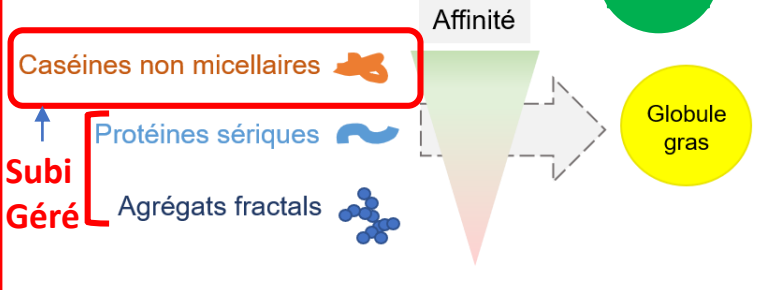 Affinité
Caséines non micellaires
Protéines sériques
Agrégats fractals
Subi
Géré
Globule
gras